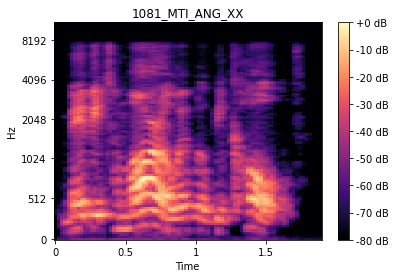 1081_MTI_ANG_XX
+0 dB
8192
-10 dB
4096
-20 dB
-30 dB
2048
Hz
-40 dB
1024
-50 dB
512
-60 dB
-70 dB
0
-80 dB
0
0.5
1
1.5
Time